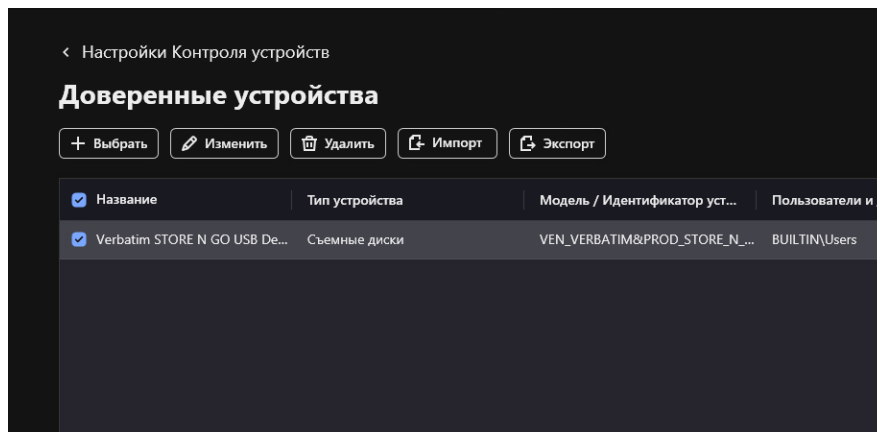 Настройки Контроля устройств
Доверенные устройства
Выбрать Изменить Удалить Импорт Экспорт
Название Тип устройства Модель / Идентификатор уст... Пользователи и
Verbatim STORE N GO USB De... Съемные диски VEN_VERBATIM&PROD_STORE_N_... BUILTIN\Users